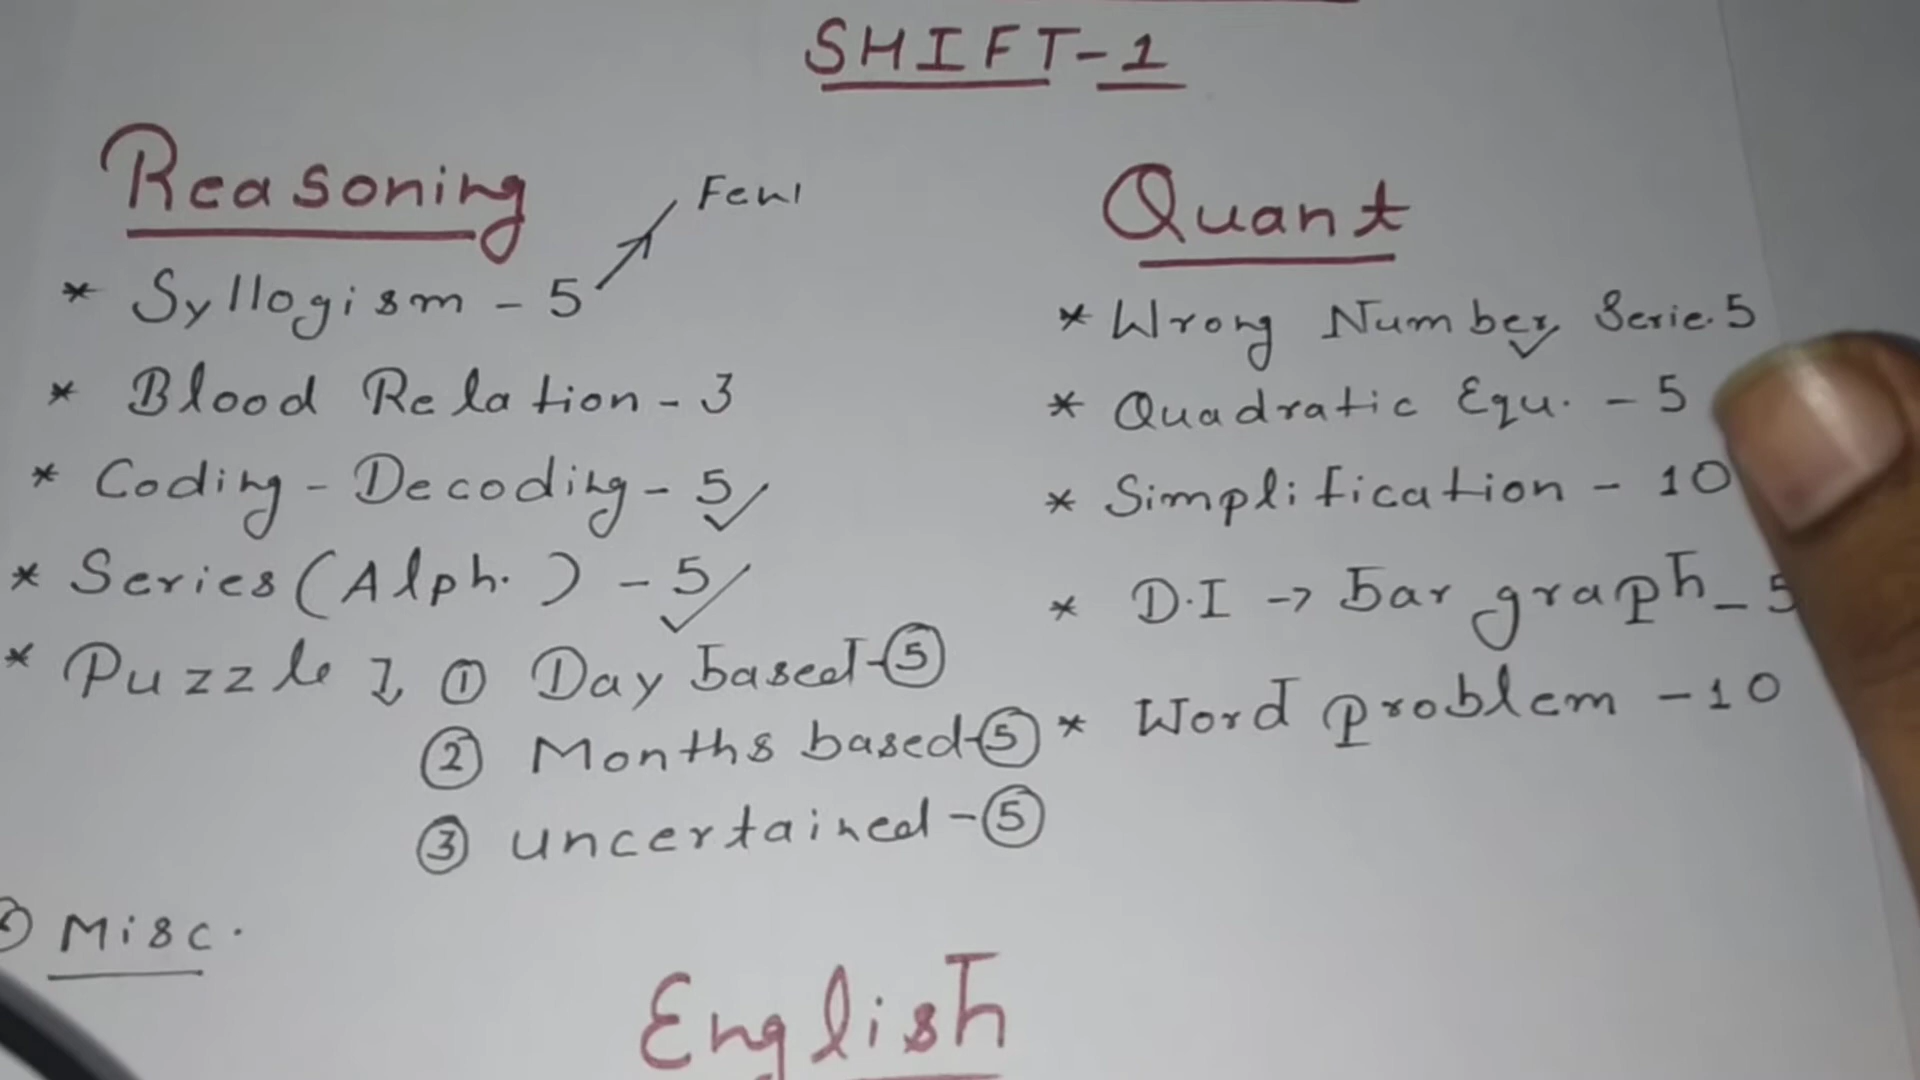 SHIFT-1
Reasoning
* Syllogism - 5
* Blood Relation - 3
* Coding - Decoding - 5
* Series (Alph.) - 5
* Puzzle ① Day based - ⑤
② Months based - ⑤
③ uncertained - ⑤
Misc.
Quant
* Wrong Number Serie. 5
* Quadratic Equ. - 5
* Simplification - 10
* D.I → bar graph - 5
* Word problem - 10
English